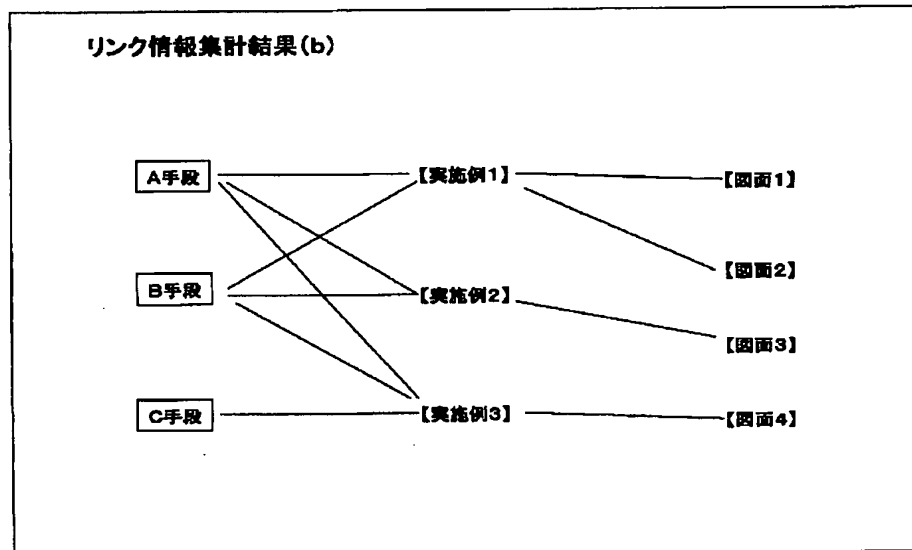 リンク情報集計結果(b)
A手段
【実施例1】
【図面1】
【図面2】
B手段
【実施例2】
【図面3】
C手段
【実施例3】
【図面4】